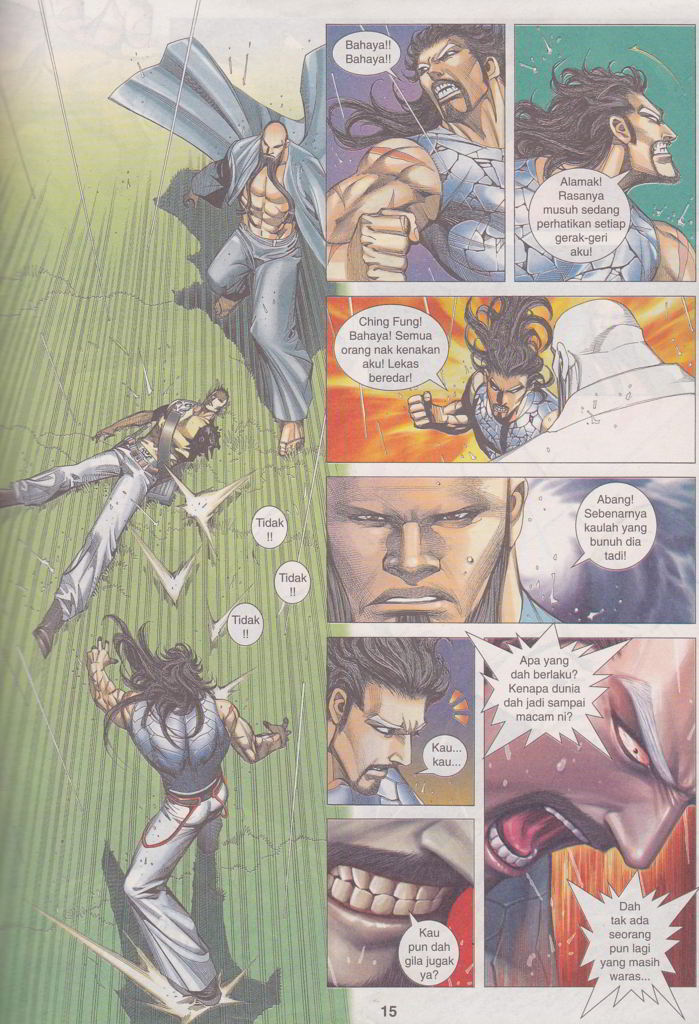 Bahaya!!
Bahaya!!
Alamak!
Rasanya
musuh sedang
perhatikan setiap
gerak-geri
aku!
Ching Fung!
Bahaya! Semua
orang nak kenakan
aku! Lekas
beredar!
Tidak
!!
Tidak
!!
Tidak
!!
Abang!
Sebenarnya
kaulah yang
bunuh dia
tadi!
Kau...
kau...
Apa yang
dah berlaku?
Kenapa dunia
dah jadi sampai
macam ni?
Kau
pun dah
gila jugak
ya?
Dah
tak ada
seorang
pun lagi
yang masih
waras...
15